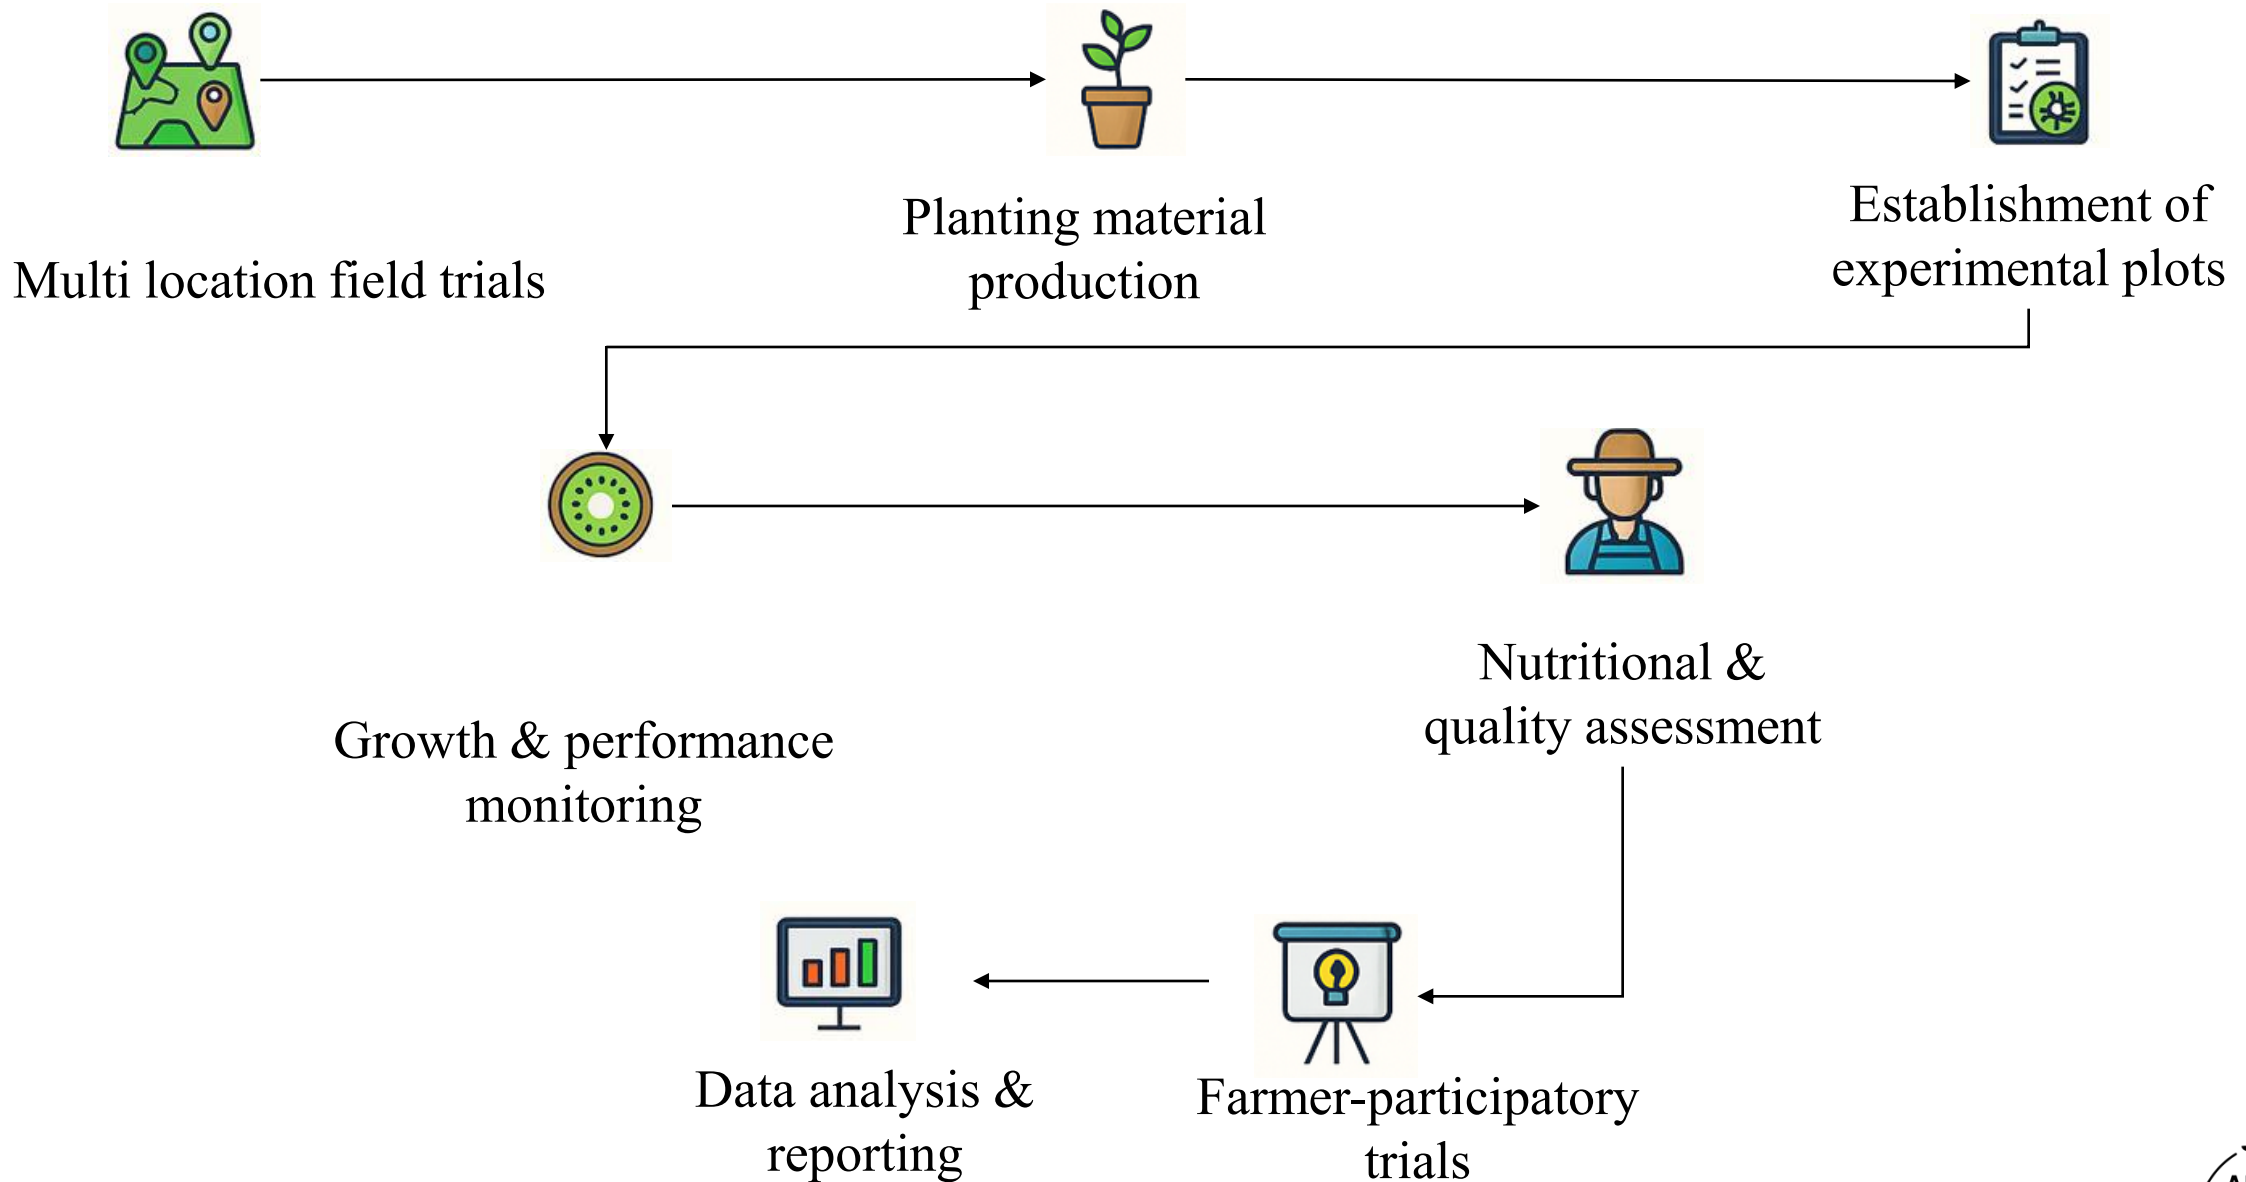 Multi location field trials
Planting material
production
Establishment of
experimental plots
Growth & performance
monitoring
Nutritional &
quality assessment
Farmer-participatory
trials
Data analysis &
reporting